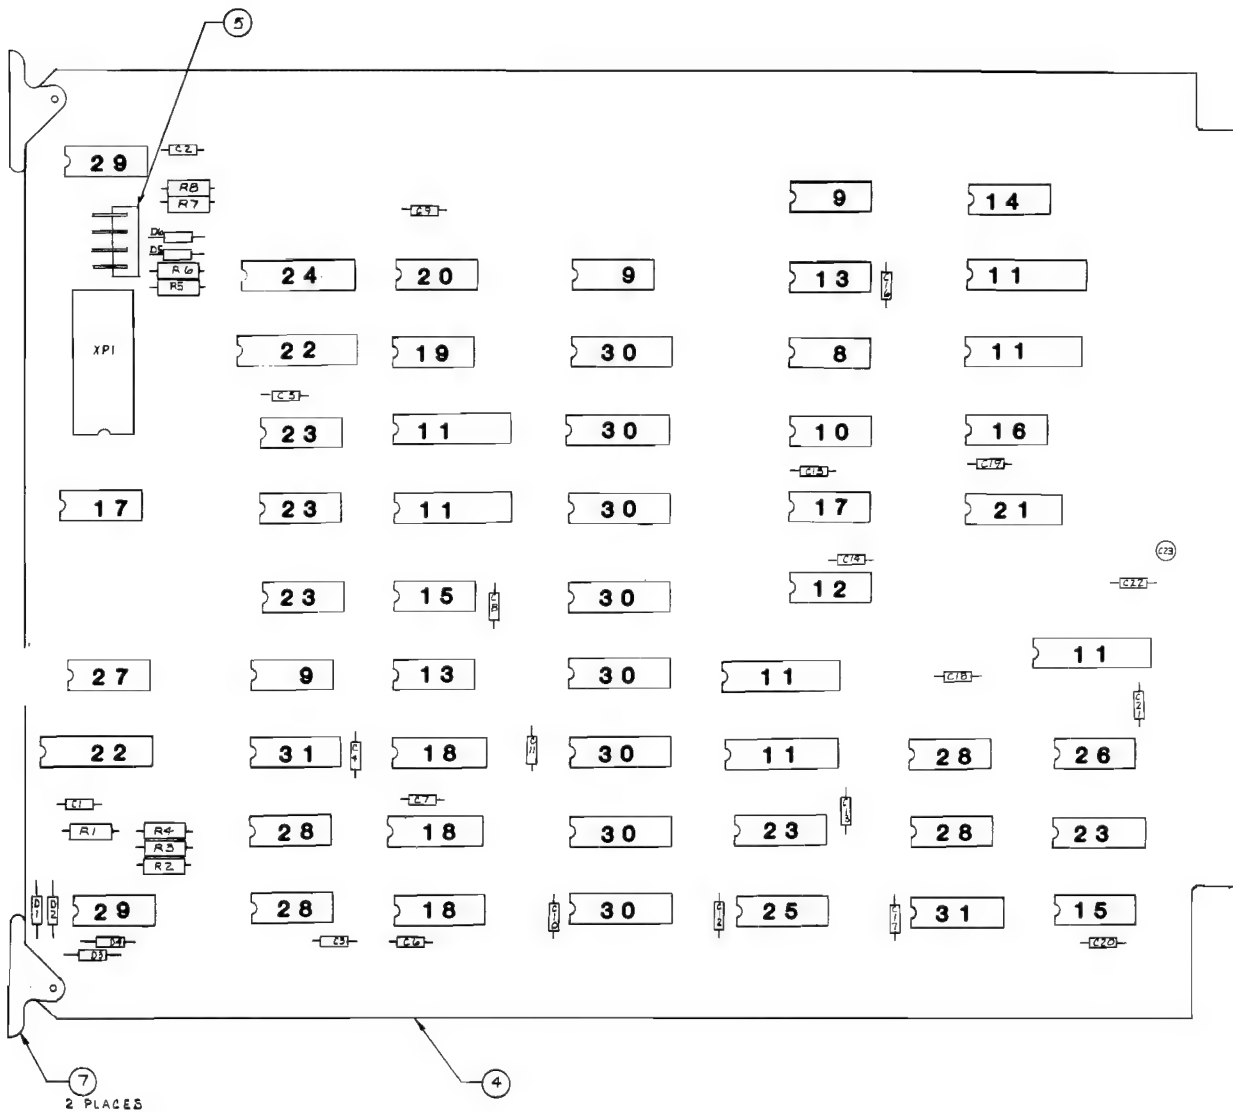 5
29
C2
R8
R7
9
14
C9
D6
D5
R6
R5
24
20
9
13
C16
11
XP1
22
19
30
8
11
C5
23
11
30
10
16
C15
C19
17
23
11
30
17
21
C23
C14
C22
23
15
C8
30
12
11
27
9
13
30
11
C18
C21
22
31
C4
18
C11
30
11
28
26
C1
C7
C13
R1
R4
R3
R2
28
18
30
23
28
23
D1
D2
29
28
18
C10
30
C12
25
C17
31
15
D4
D3
C3
C6
C20
7
2 PLACES
4